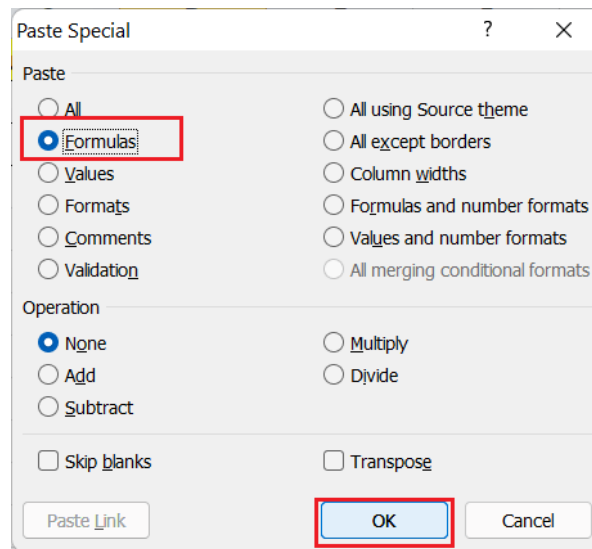 Paste Special ?
Paste
All
Formulas
Values
Formats
Comments
Validation
All using Source theme
All except borders
Column widths
Formulas and number formats
Values and number formats
All merging conditional formats
Operation
None
Add
Subtract
Multiply
Divide
Skip blanks
Transpose
Paste Link
OK
Cancel